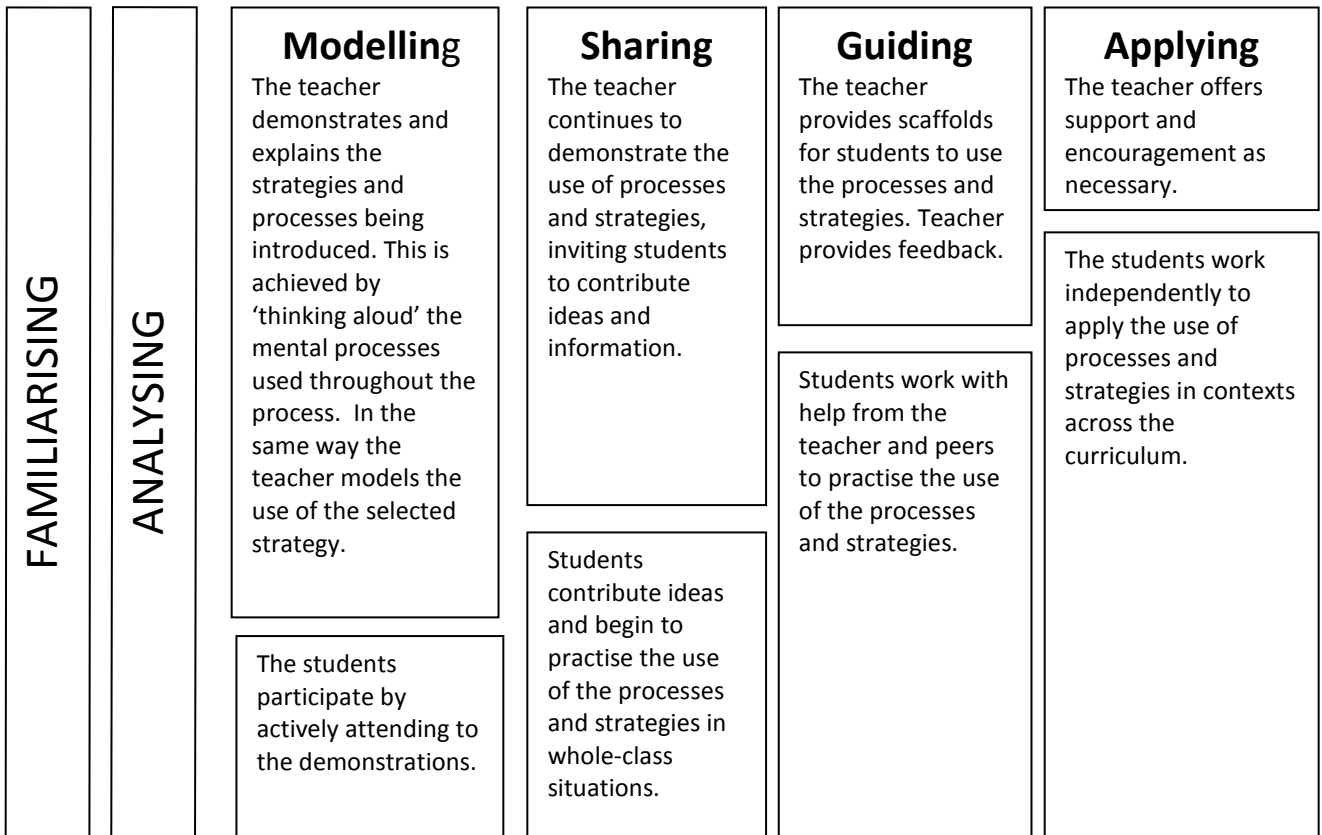 FAMILIARISING
ANALYSING
Modelling
The teacher
demonstrates and
explains the
strategies and
processes being
introduced. This is
achieved by
‘thinking aloud’ the
mental processes
used throughout the
process.  In the
same way the
teacher models the
use of the selected
strategy.
The students
participate by
actively attending to
the demonstrations.
Sharing
The teacher
continues to
demonstrate the
use of processes
and strategies,
inviting students
to contribute
ideas and
information.
Students
contribute ideas
and begin to
practise the use
of the processes
and strategies in
whole-class
situations.
Guiding
The teacher
provides scaffolds
for students to use
the processes and
strategies. Teacher
provides feedback.
Students work with
help from the
teacher and peers
to practise the use
of the processes
and strategies.
Applying
The teacher offers
support and
encouragement as
necessary.
The students work
independently to
apply the use of
processes and
strategies in contexts
across the
curriculum.